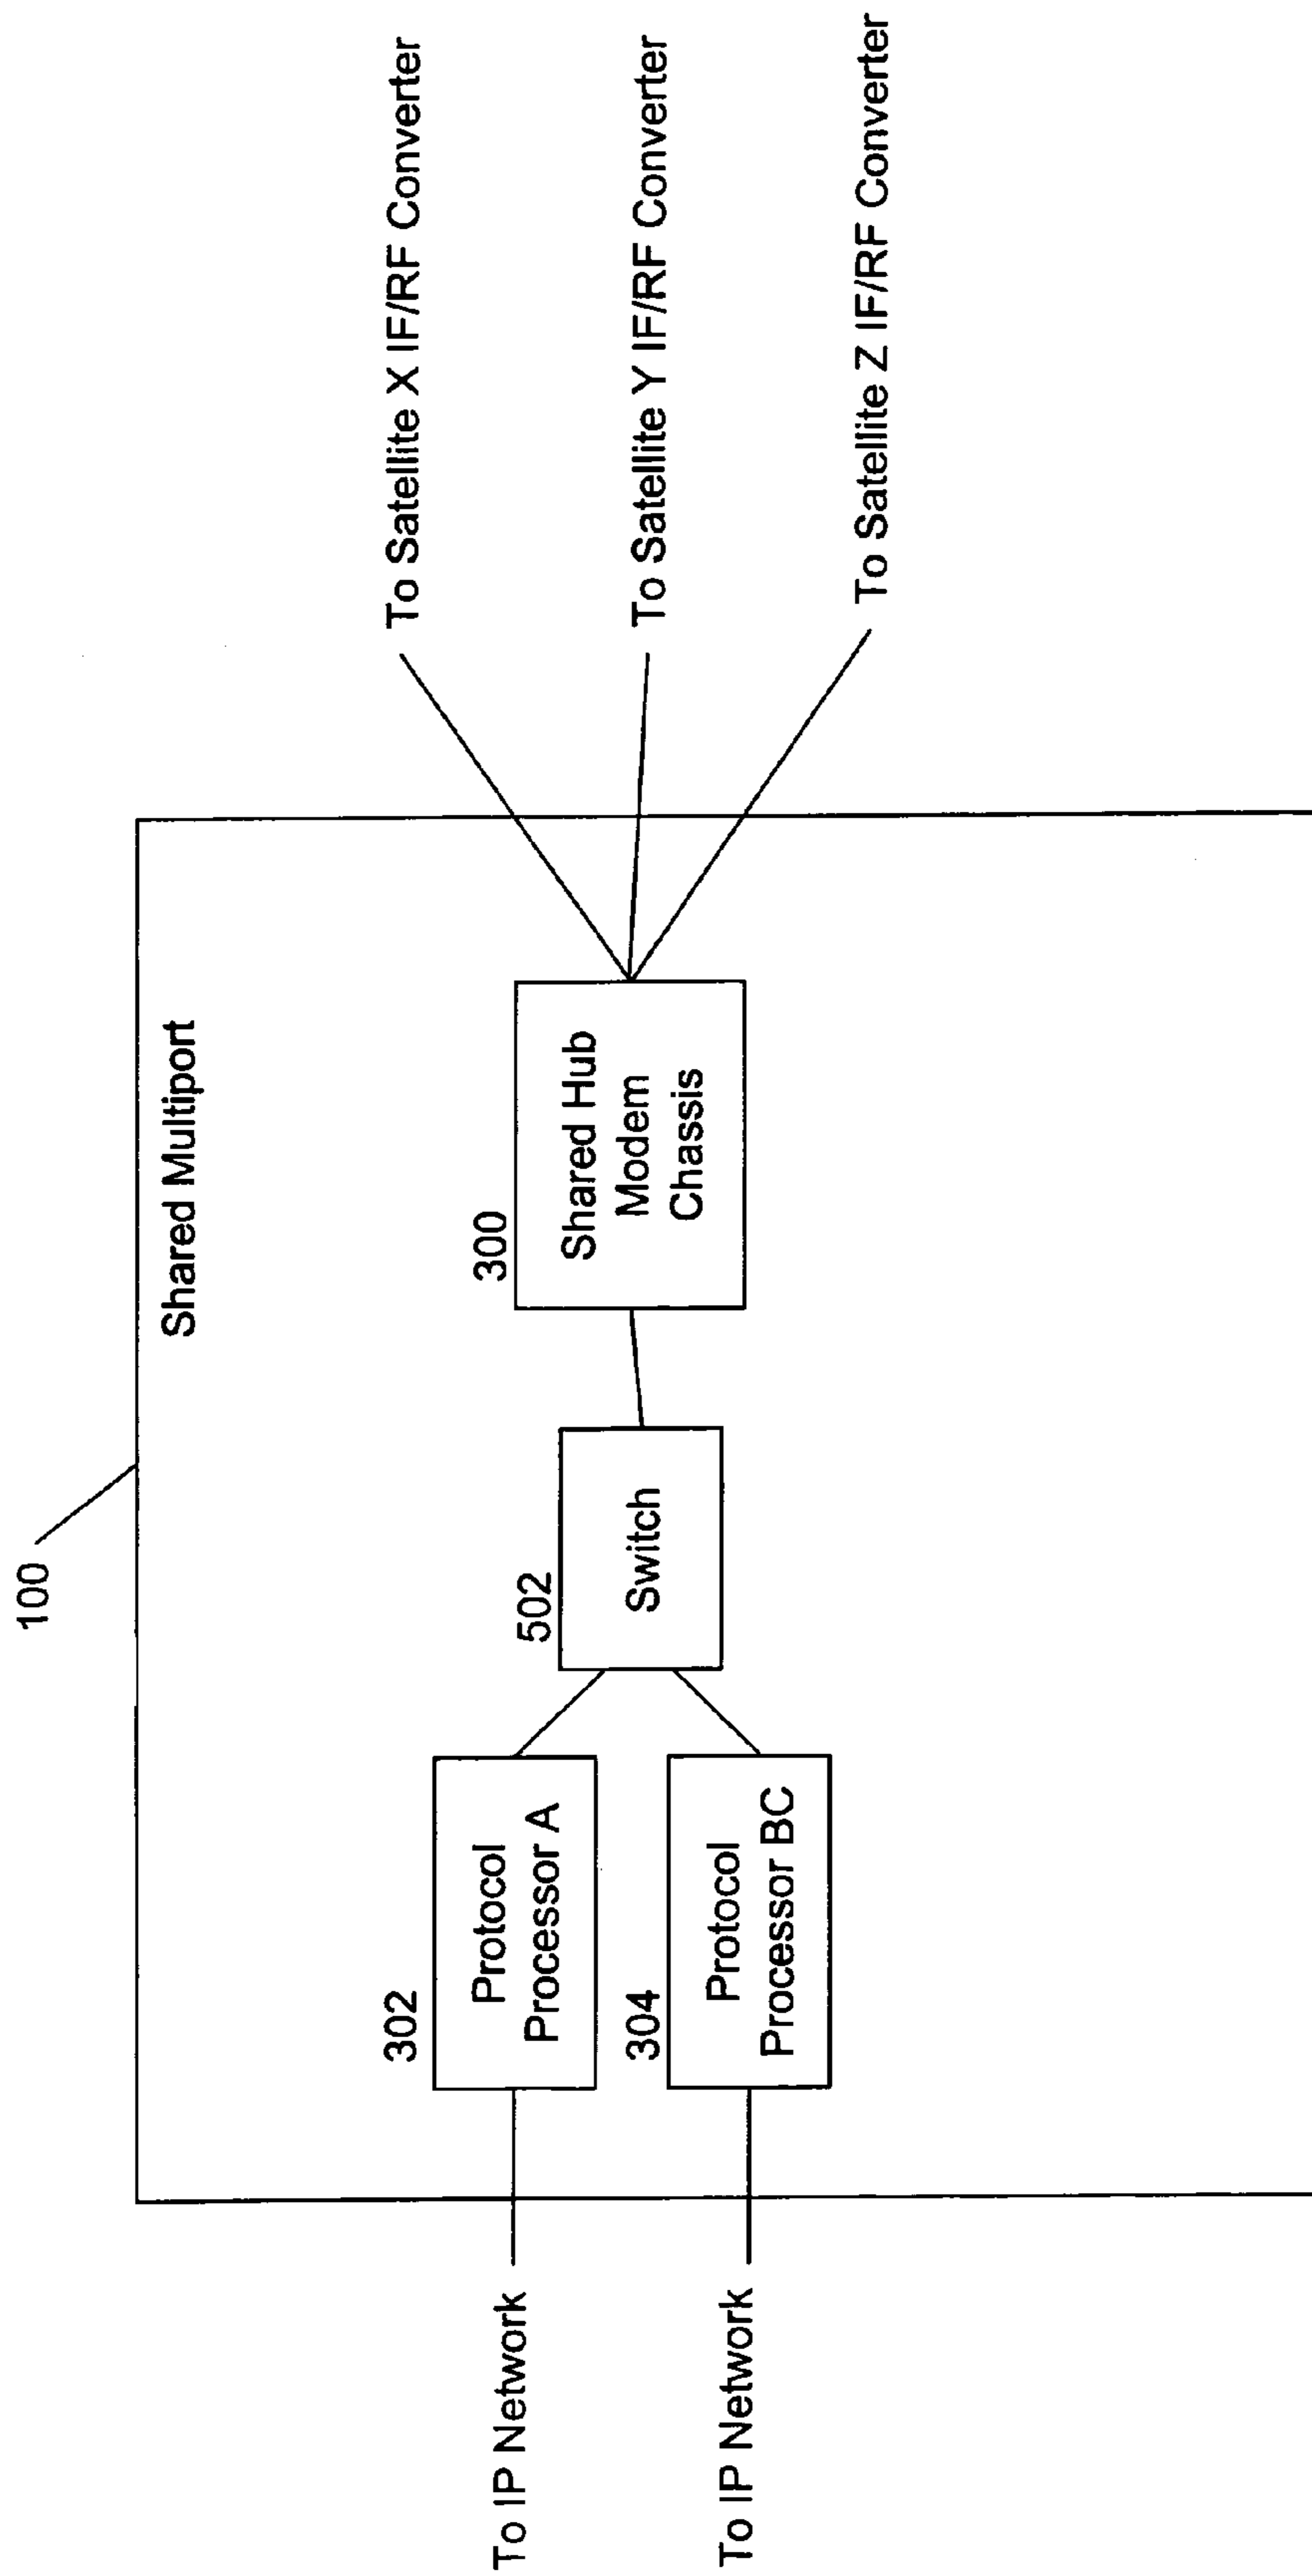 100
Shared Multiport
To IP Network
To IP Network
302
Protocol
Processor A
304
Protocol
Processor BC
502
Switch
300
Shared Hub
Modem
Chassis
To Satellite X IF/RF Converter
To Satellite Y IF/RF Converter
To Satellite Z IF/RF Converter